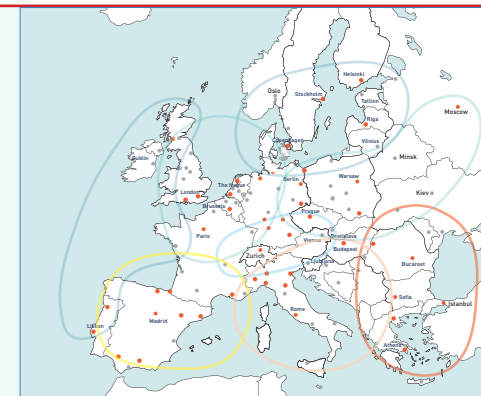 Helsinki
Oslo
Stockholm
Tallinn
Moscow
Riga
Vilnius
Dublin
Minsk
London
The Hague
Berlin
Warsaw
Kiev
Brussels
Prague
Paris
Vienna
Bratislava
Budapest
Zurich
Ljubljana
Bucarest
Lisbon
Madrid
Rome
Sofia
Istanbul
Athens